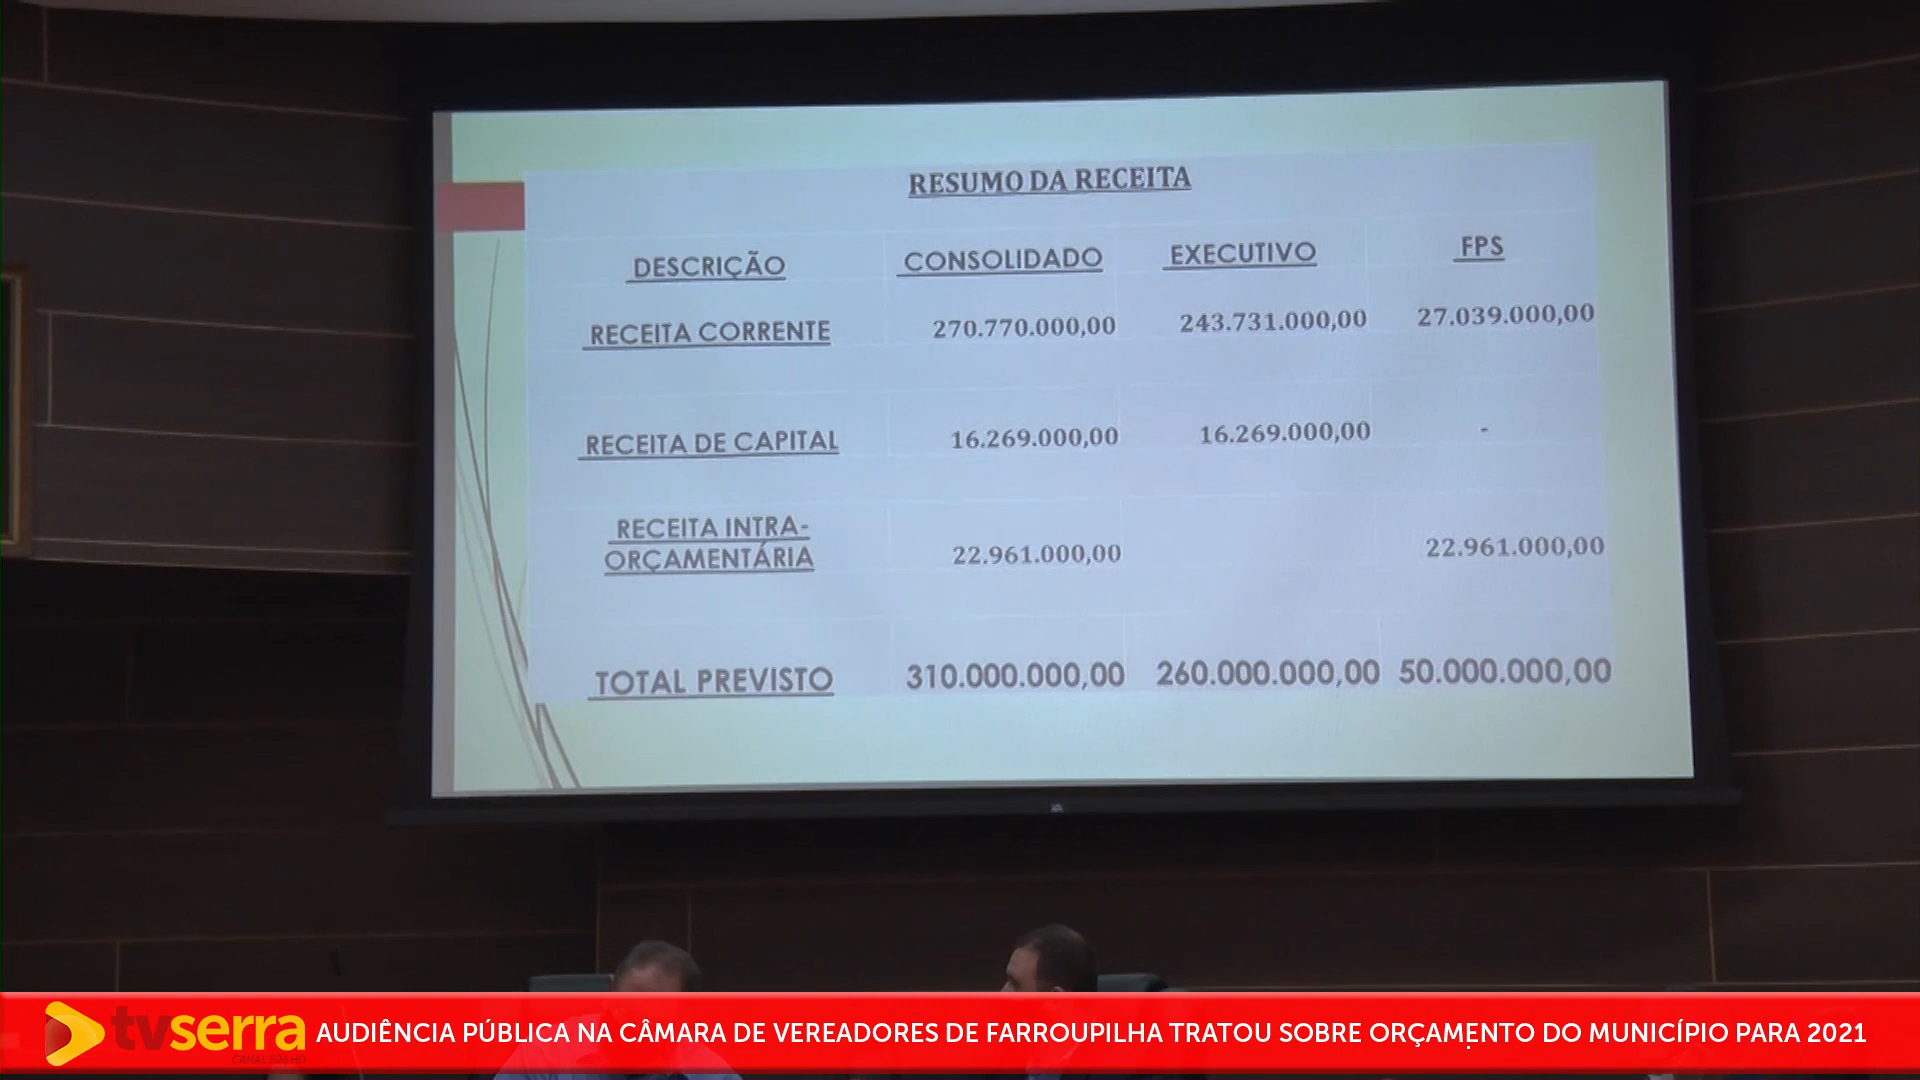 RESUMO DA RECEITA
DESCRIÇÃO CONSOLIDADO EXECUTIVO FPS
RECEITA CORRENTE 270.770.000,00 243.731.000,00 27.039.000,00
RECEITA DE CAPITAL 16.269.000,00 16.269.000,00 -
RECEITA INTRA-
ORÇAMENTÁRIA 22.961.000,00 22.961.000,00
TOTAL PREVISTO 310.000.000,00 260.000.000,00 50.000.000,00
tvserra
CANAL 526 HD
AUDIÊNCIA PÚBLICA NA CÂMARA DE VEREADORES DE FARROUPILHA TRATOU SOBRE ORÇAMENTO DO MUNICÍPIO PARA 2021